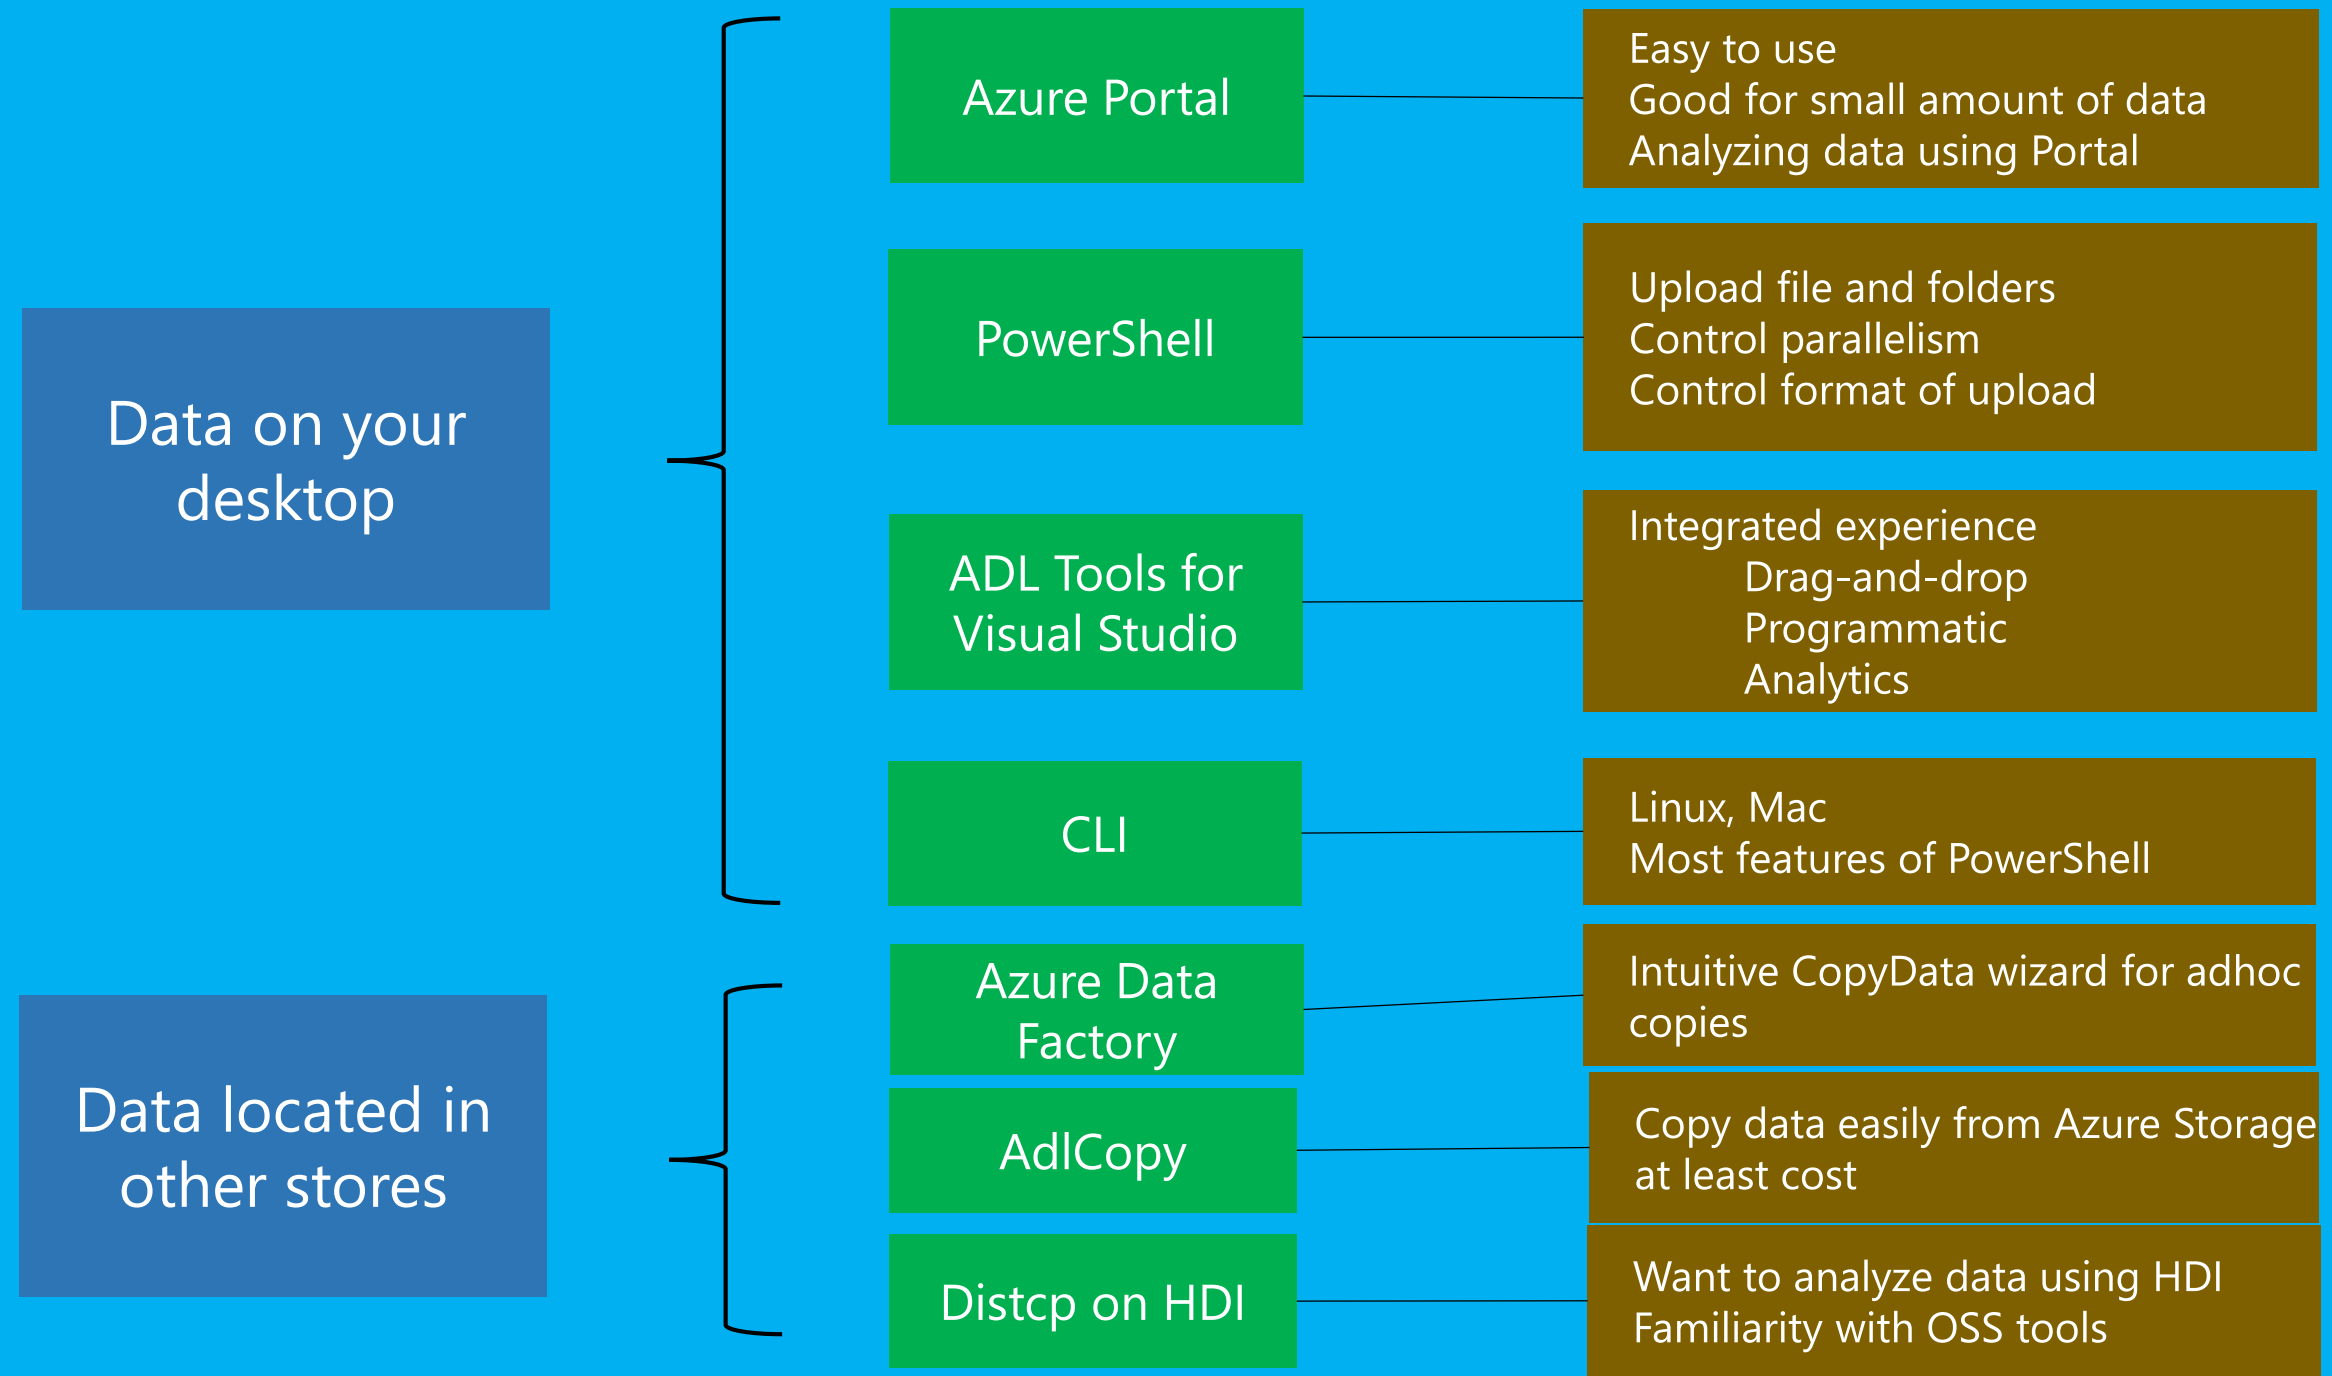 Data on your
desktop
Azure Portal
Easy to use
Good for small amount of data
Analyzing data using Portal
PowerShell
Upload file and folders
Control parallelism
Control format of upload
ADL Tools for
Visual Studio
Integrated experience
Drag-and-drop
Programmatic
Analytics
CLI
Linux, Mac
Most features of PowerShell
Data located in
other stores
Azure Data
Factory
Intuitive CopyData wizard for adhoc
copies
AdlCopy
Copy data easily from Azure Storage
at least cost
Distcp on HDI
Want to analyze data using HDI
Familiarity with OSS tools